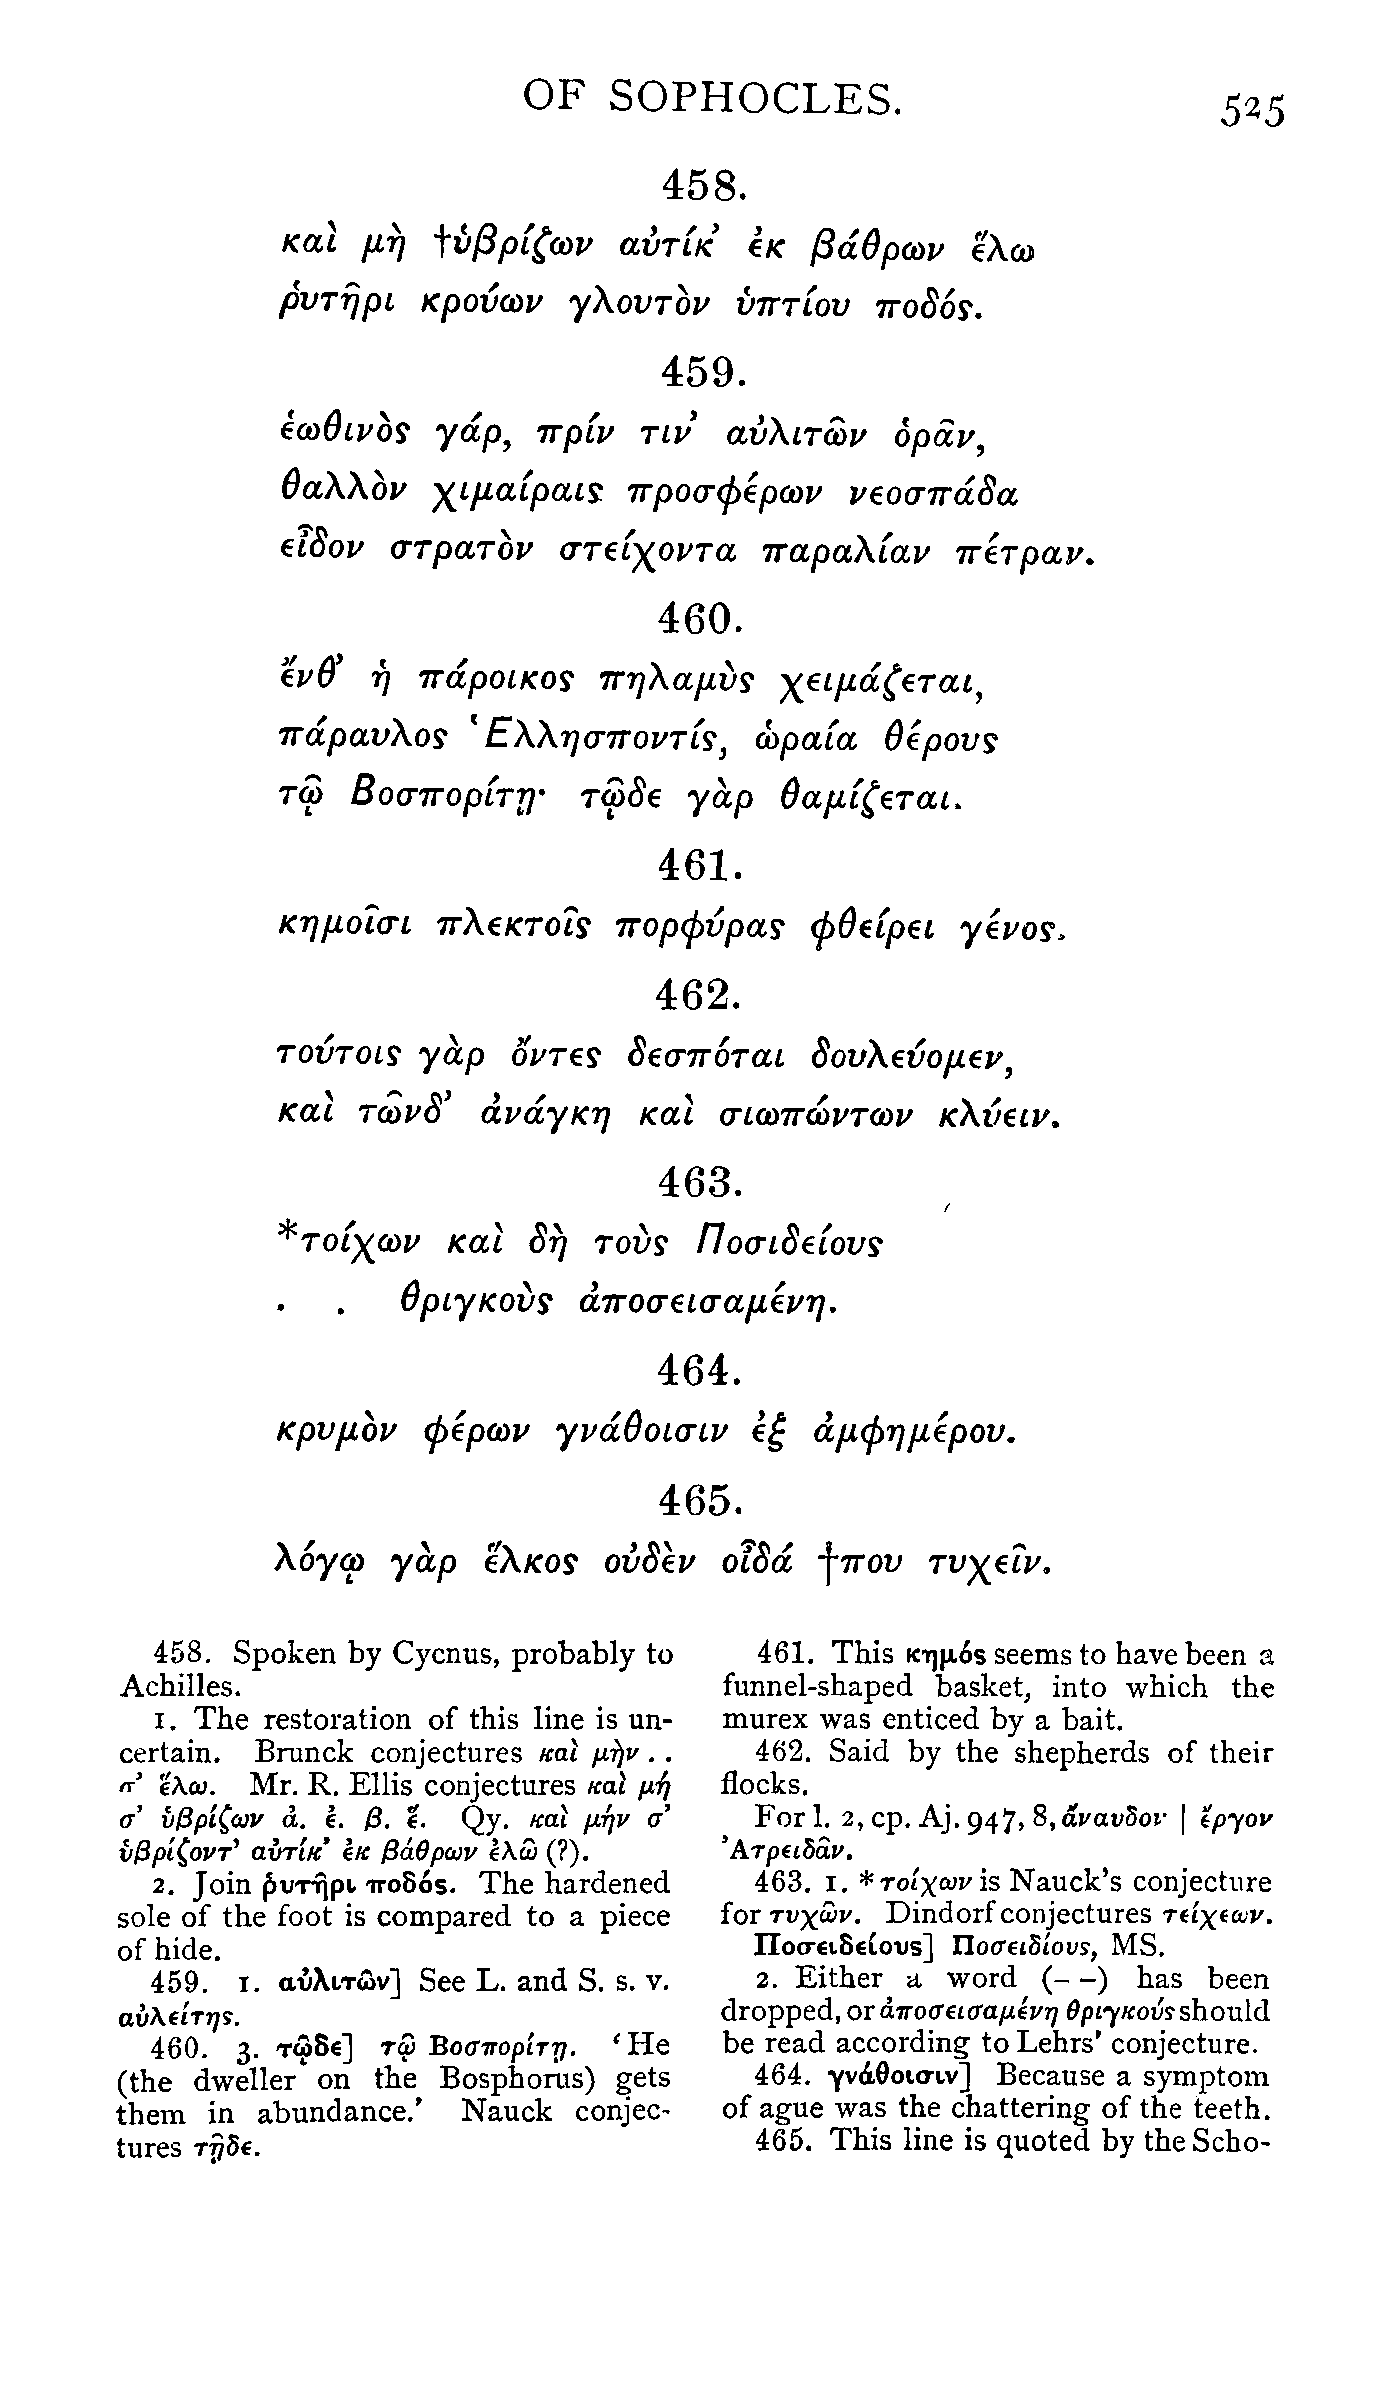 OF SOPHOCLES.
525
458.
καὶ μὴ †ὑβρίζων αὐτίκ’ ἐκ βάθρων ἕλω
ῥυτῆρι κρούων γλουτὸν ὑπτίου ποδός.
459.
ἑωθινὸς γάρ, πρίν τιν’ αὐλιτῶν ὁρᾶν,
θαλλὸν χιμαίραις προσφέρων νεοσπάδα
εἶδον στρατὸν στείχοντα παραλίαν πέτραν.
460.
ἔνθ’ ἡ πάροικος πηλαμὺς χειμάζεται,
πάραυλος Ἑλλησποντίς, ὡραία θέρους
τῷ Βοσπορίτῃ· τῷδε γὰρ θαμίζεται.
461.
κημοῖσι πλεκτοῖς πορφύρας φθείρει γένος.
462.
τούτοις γὰρ ὄντες δεσπόται δουλεύομεν,
καὶ τῶνδ’ ἀνάγκη καὶ σιωπώντων κλύειν.
463.
*τοίχων καὶ δὴ τοὺς Ποσιδείους
. . θριγκοὺς ἀποσεισαμένη.
464.
κρυμὸν φέρων γνάθοισιν ἐξ ἀμφημέρου.
465.
λόγῳ γὰρ ἕλκος οὐδὲν οἶδά †που τυχεῖν.
458. Spoken by Cycnus, probably to
Achilles.
1. The restoration of this line is un-
certain. Brunck conjectures καὶ μὴν . .
σ’ ἕλω. Mr. R. Ellis conjectures καὶ μή
σ’ ὑβρίζων ἀ. ἐ. β. ἕ. Qy. καὶ μήν σ’
ὑβρίζοντ’ αὐτίκ’ ἐκ βάθρων ἑλῶ (?).
2. Join ῥυτῆρι ποδός. The hardened
sole of the foot is compared to a piece
of hide.
459. 1. αὐλιτῶν] See L. and S. s. v.
αὐλείτης.
460. 3. τῷδε] τῷ Βοσπορίτῃ. ‘He
(the dweller on the Bosphorus) gets
them in abundance.’ Nauck conjec-
tures τῇδε.
461. This κημός seems to have been a
funnel-shaped basket, into which the
murex was enticed by a bait.
462. Said by the shepherds of their
flocks.
For l. 2, cp. Aj. 947, 8, ἄναυδον | ἔργον
Ἀτρειδᾶν.
463. 1. *τοίχων is Nauck’s conjecture
for τυχῶν. Dindorf conjectures τείχεων.
Ποσειδείους] Ποσειδίους, MS.
2. Either a word (– –) has been
dropped, or ἀποσεισαμένη θριγκούς should
be read according to Lehrs’ conjecture.
464. γνάθοισιν] Because a symptom
of ague was the chattering of the teeth.
465. This line is quoted by the Scho-